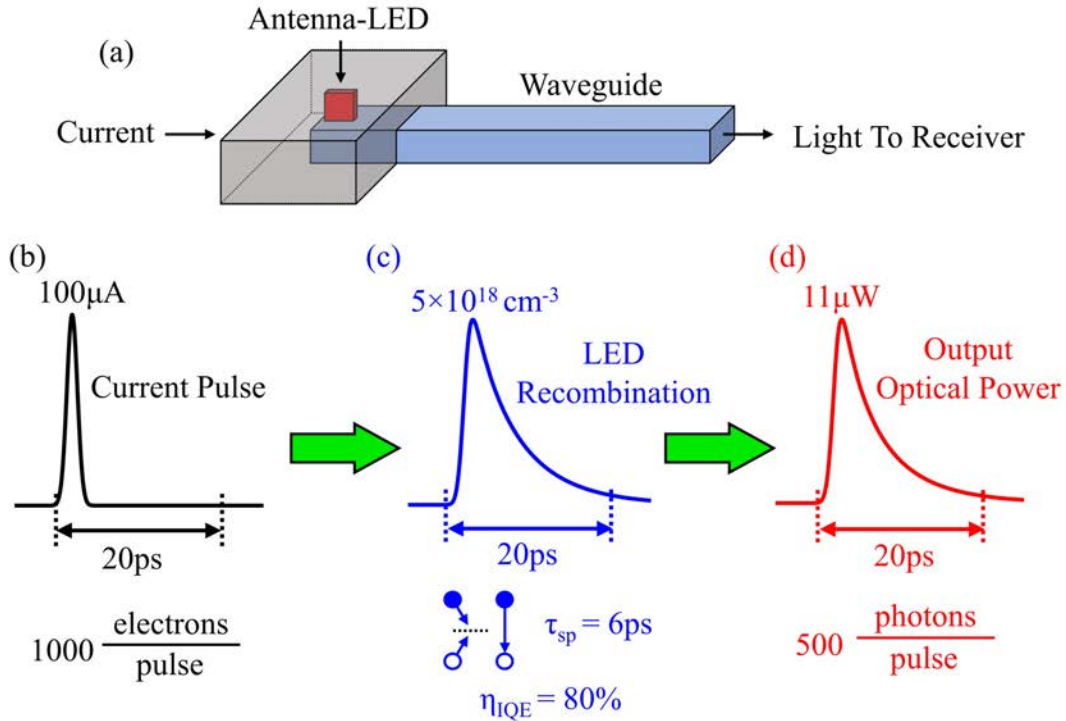 Antenna-LED
(a)
Waveguide
Current
Light To Receiver
(b)
100μA
Current Pulse
20ps
1000 electrons/pulse
(c)
5×10¹⁸ cm⁻³
LED
Recombination
20ps
τsp = 6ps
ηIQE = 80%
(d)
11μW
Output
Optical Power
20ps
500 photons/pulse